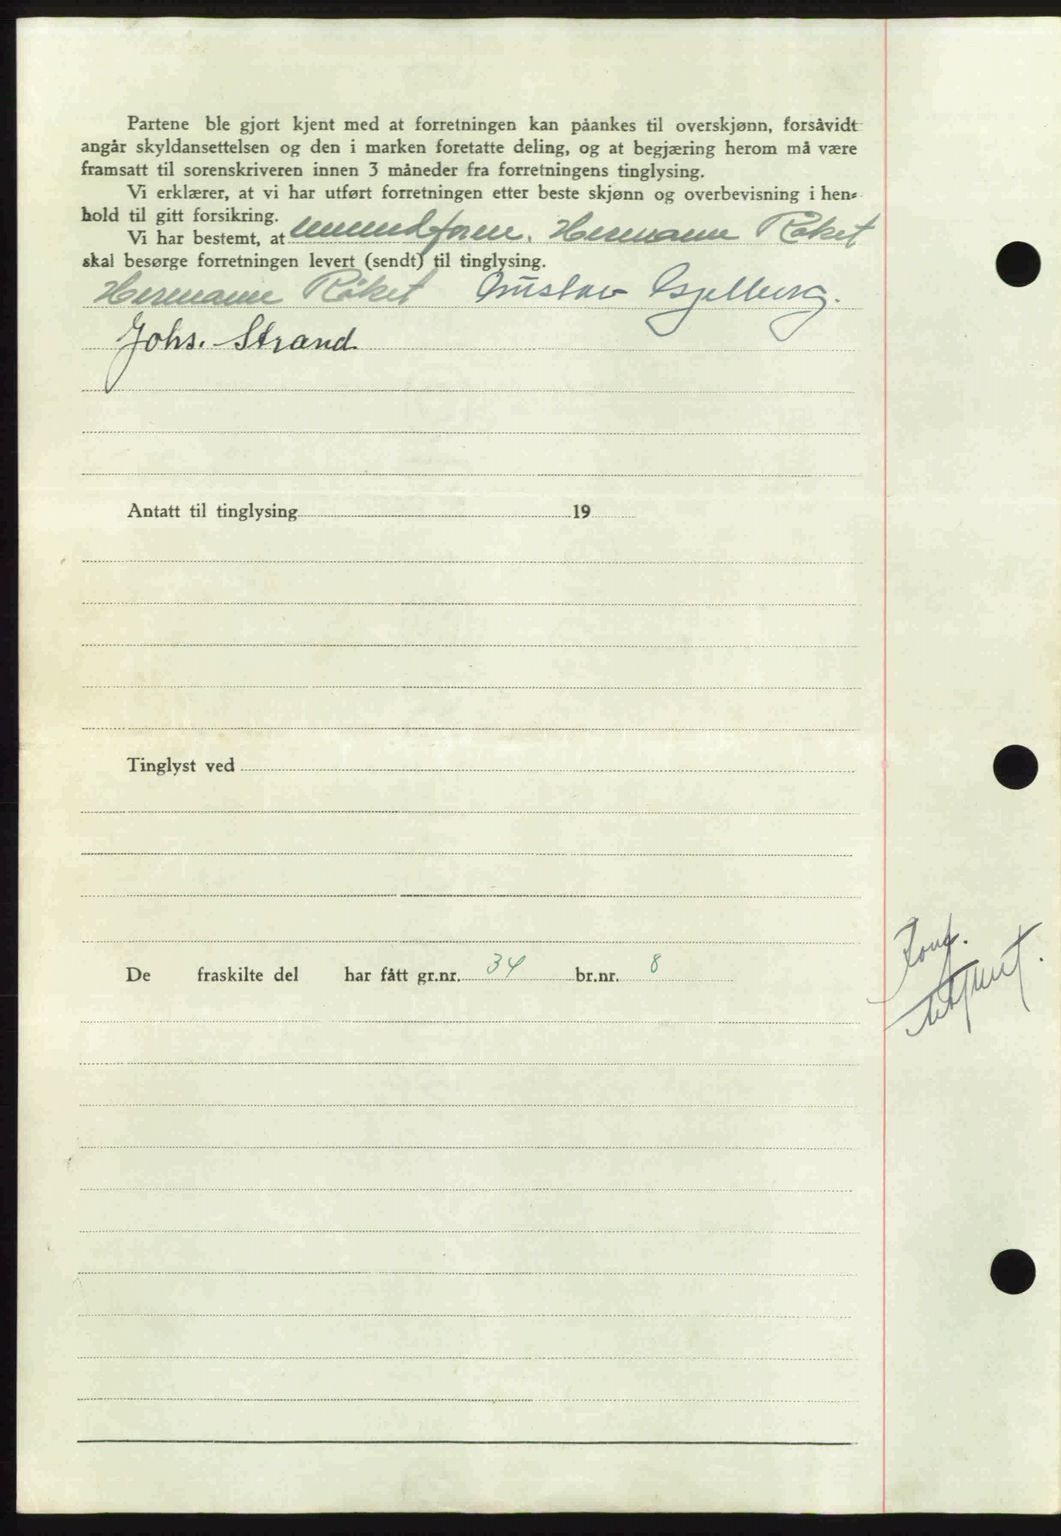 Partene ble gjort kjent med at forretningen kan påankes til overskjønn, forsåvidt
angår skyldansettelsen og den i marken foretatte deling, og at begjæring herom må være
framsatt til sorenskriveren innen 3 måneder fra forretningens tinglysing.
Vi erklærer, at vi har utført forretningen etter beste skjønn og overbevisning i hen-
hold til gitt forsikring.
Vi har bestemt, at Hermann Røket
skal besørge forretningen levert (sendt) til tinglysing.
Hermann Røket Gustav Gjelberg.
Johs. Strand
Antatt til tinglysing 19
Tinglyst ved
De fraskilte del har fått gr.nr. 34 br.nr. 8